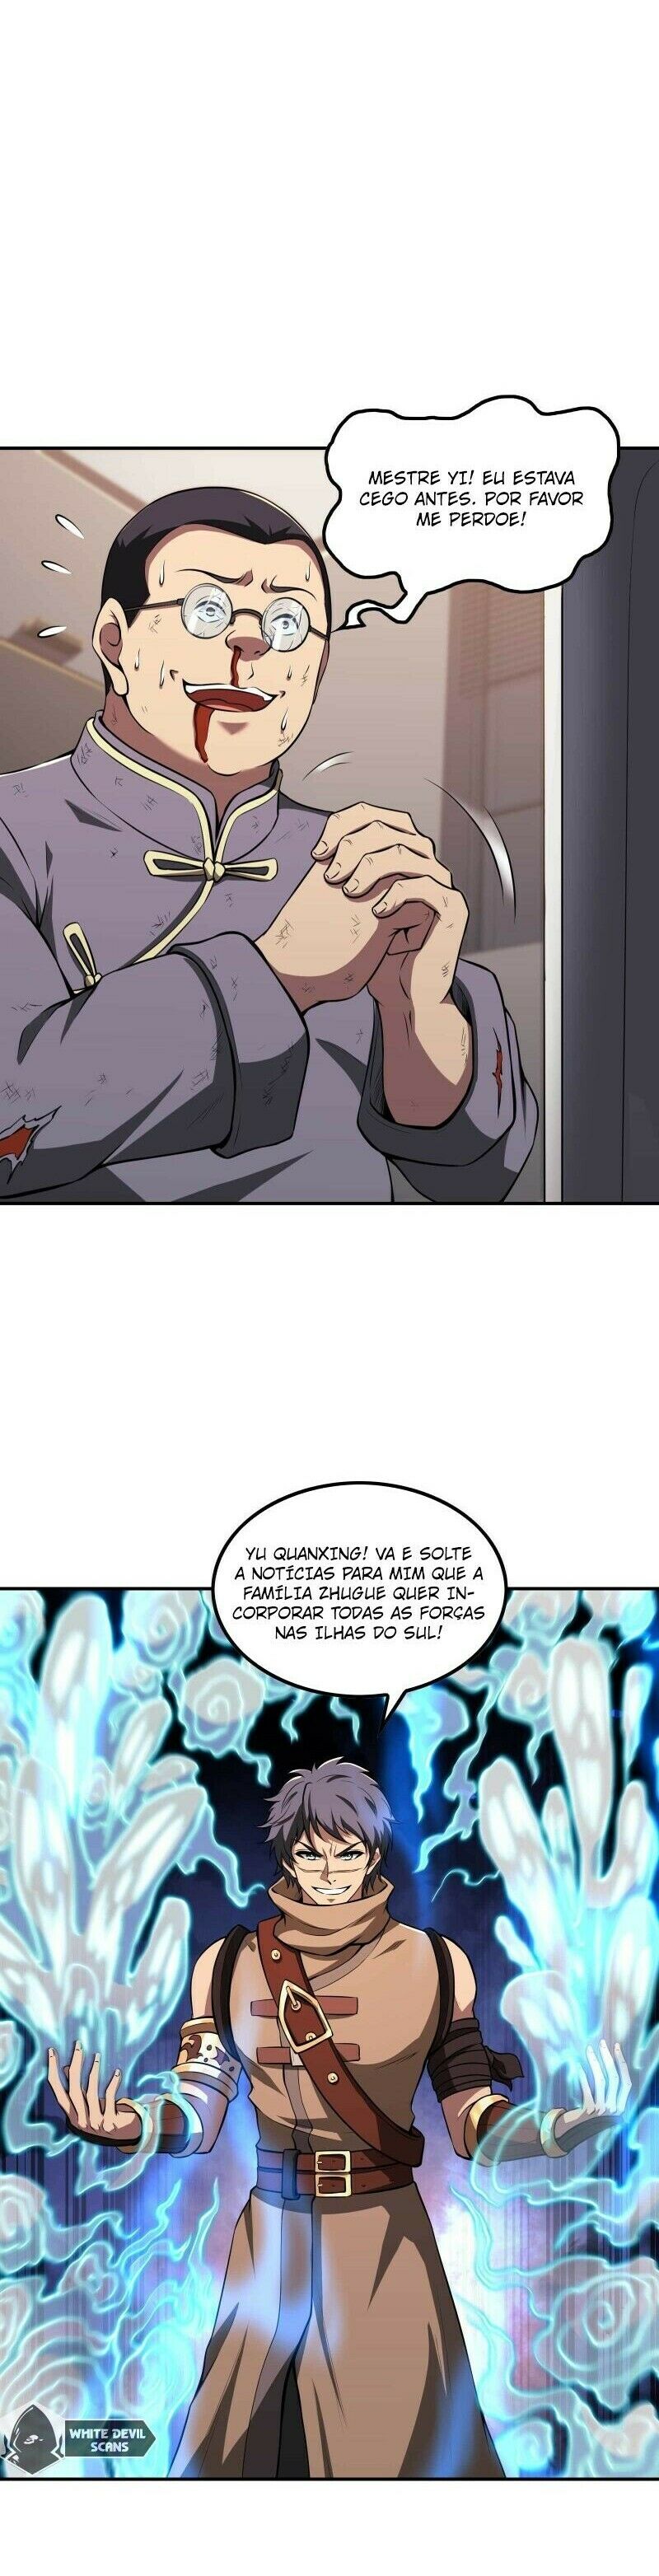 MESTRE YI! EU ESTAVA
CEGO ANTES. POR FAVOR
ME PERDOE!
YU QUANXING! VA E SOLTE
A NOTÍCIAS PARA MIM QUE A
FAMÍLIA ZHUGUE QUER IN-
CORPORAR TODAS AS FORÇAS
NAS ILHAS DO SUL!
WHITE DEVIL
SCANS